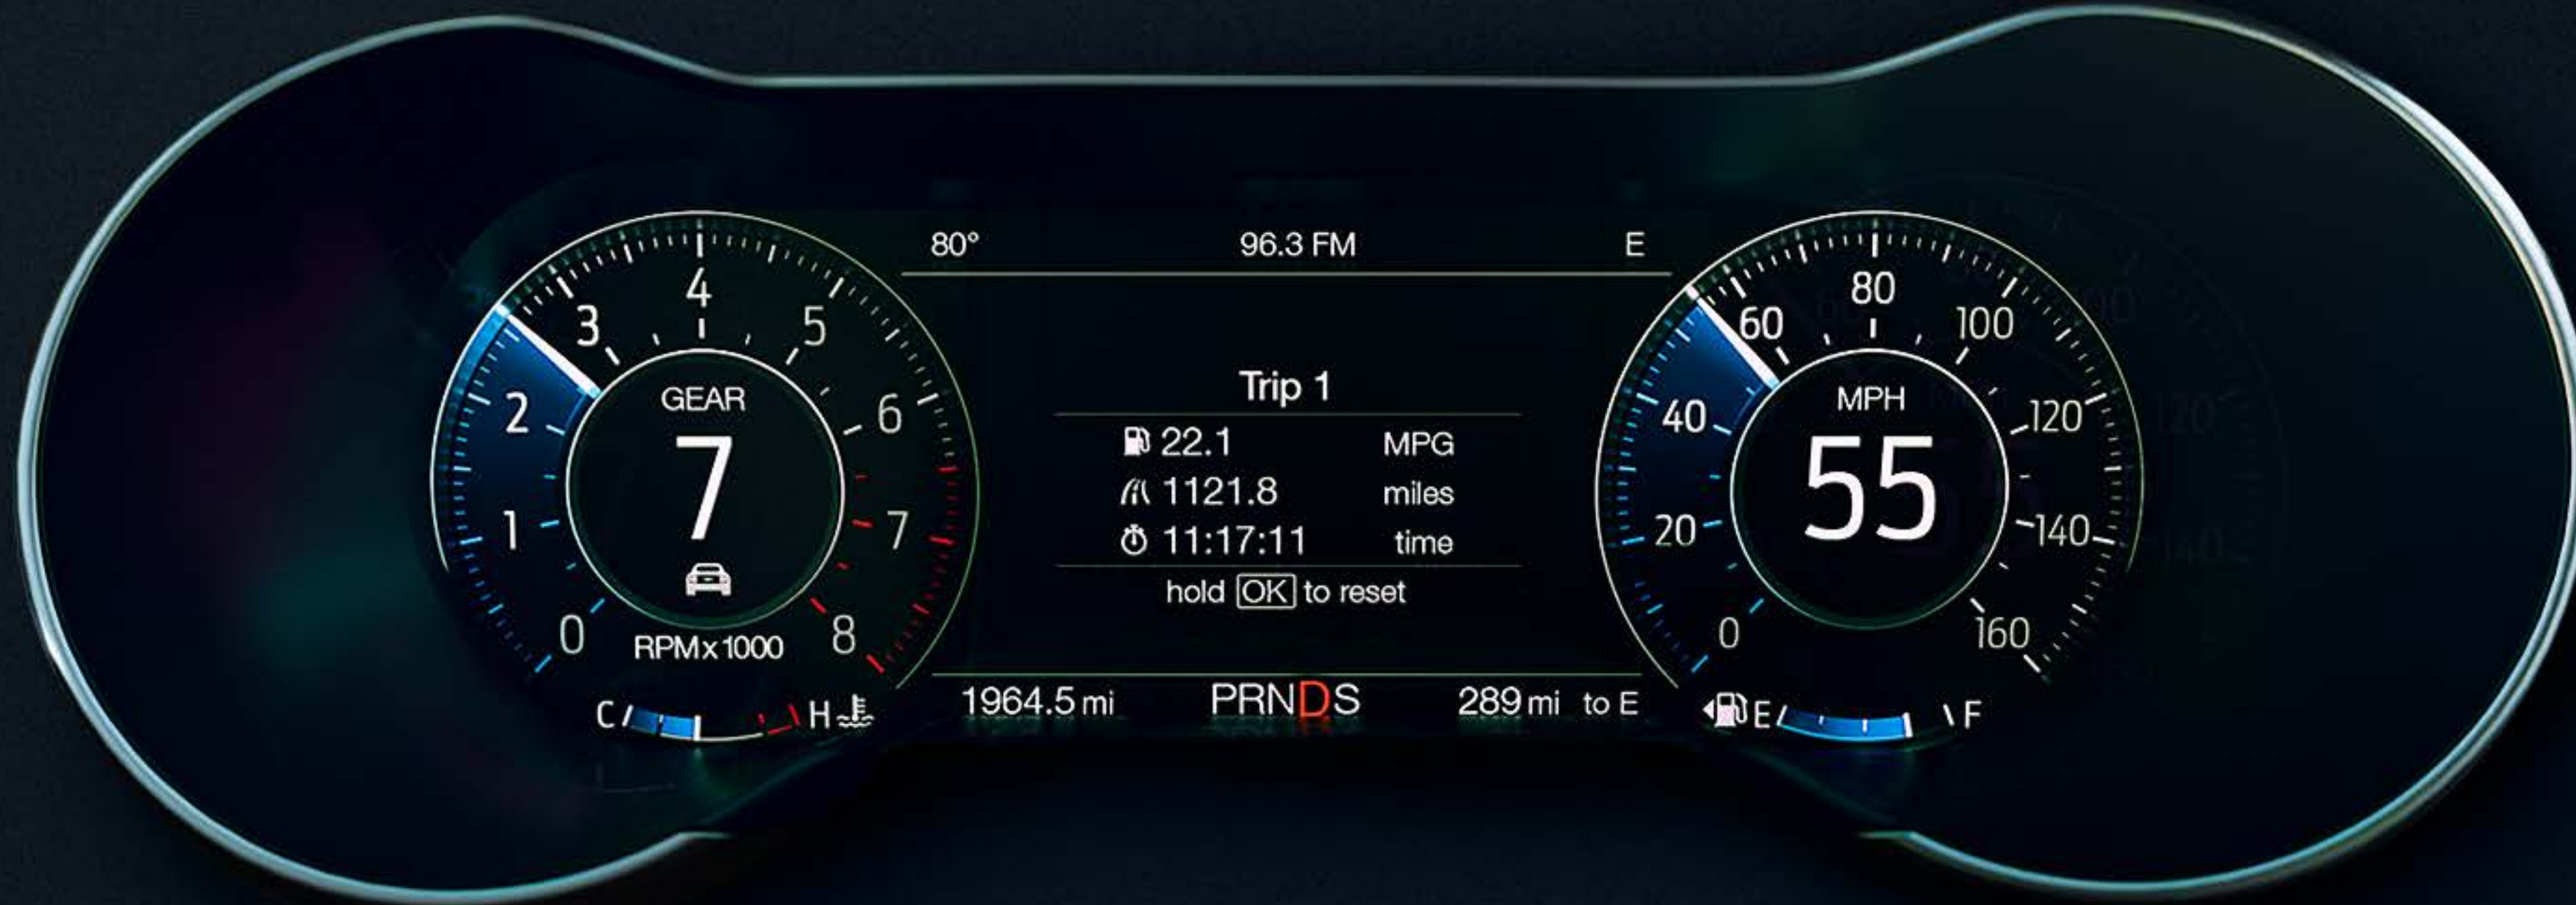 80° 96.3 FM E
0 1 2 3 4 5 6 7 8
GEAR
7
RPMx1000
C H
Trip 1
22.1 MPG
1121.8 miles
11:17:11 time
hold OK to reset
1964.5 mi PRNDS 289 mi to E
0 20 40 60 80 100 120 140 160
MPH
55
E F